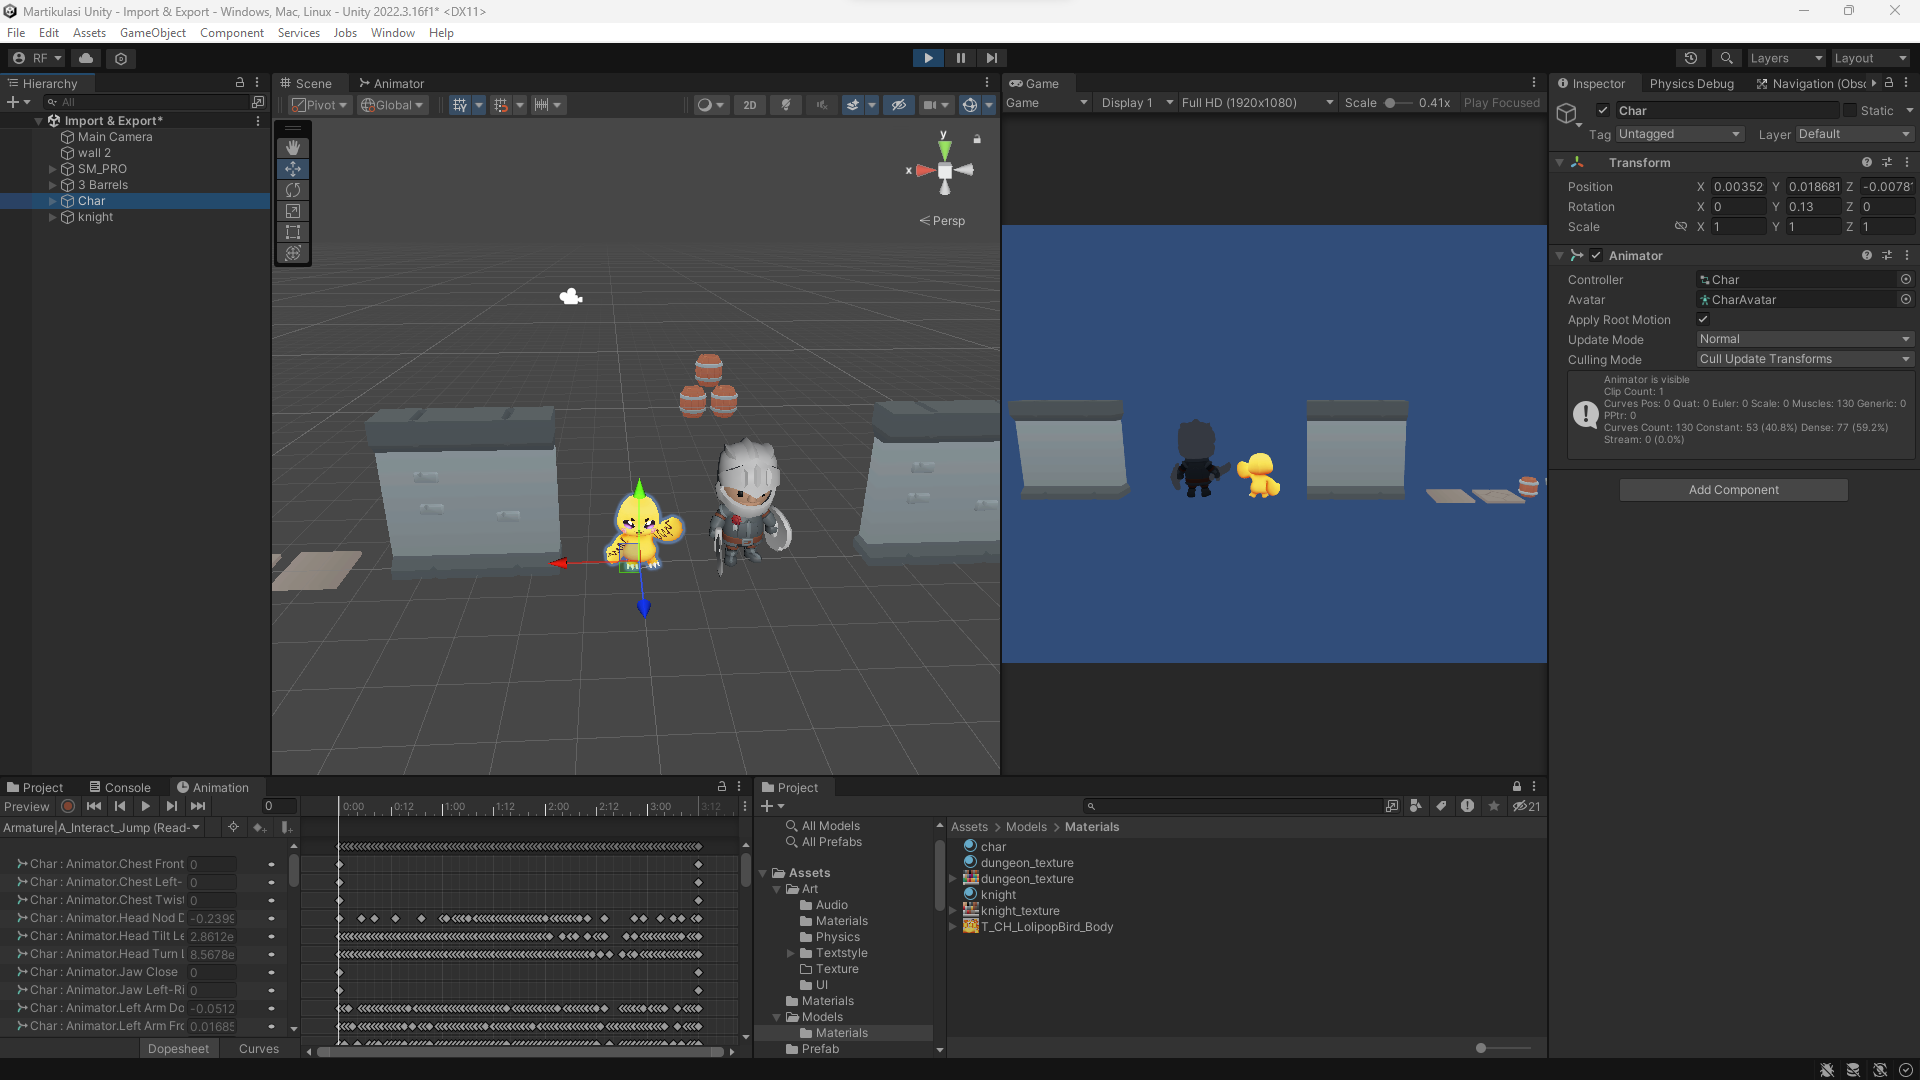 Martikulasi Unity - Import & Export - Windows, Mac, Linux - Unity 2022.3.16f1* <DX11>
File Edit Assets GameObject Component Services Jobs Window Help
RF Layers Layout
Hierarchy
All
Import & Export*
Main Camera
wall 2
SM_PRO
3 Barrels
Char
knight
Scene Animator
Pivot Global 2D
y
x
Persp
Game
Game Display 1 Full HD (1920x1080) Scale 0.41x Play Focused
Inspector Physics Debug Navigation (Obs
Char Static
Tag Untagged Layer Default
Transform
Position X 0.00352 Y 0.018681 Z -0.0078
Rotation X 0 Y 0.13 Z 0
Scale X 1 Y 1 Z 1
Animator
Controller Char
Avatar CharAvatar
Apply Root Motion
Update Mode Normal
Culling Mode Cull Update Transforms
Animator is visible
Clip Count: 1
Curves Pos: 0 Quat: 0 Euler: 0 Scale: 0 Muscles: 130 Generic: 0
PPtr: 0
Curves Count: 130 Constant: 53 (40.8%) Dense: 77 (59.2%)
Stream: 0 (0.0%)
Add Component
Project Console Animation
Preview 0 0:00 0:12 1:00 1:12 2:00 2:12 3:00 3:12
Armature|A_Interact_Jump (Read-
Char : Animator.Chest Front 0
Char : Animator.Chest Left- 0
Char : Animator.Chest Twist 0
Char : Animator.Head Nod D -0.2399
Char : Animator.Head Tilt Le 2.8612e
Char : Animator.Head Turn L 8.5678e
Char : Animator.Jaw Close 0
Char : Animator.Jaw Left-Ri 0
Char : Animator.Left Arm Do -0.0512
Char : Animator.Left Arm Fro 0.01685
Dopesheet Curves
Project
21
All Models
All Prefabs
Assets
Art
Audio
Materials
Physics
Textstyle
Texture
UI
Materials
Models
Materials
Prefab
Assets > Models > Materials
char
dungeon_texture
dungeon_texture
knight
knight_texture
T_CH_LolipopBird_Body